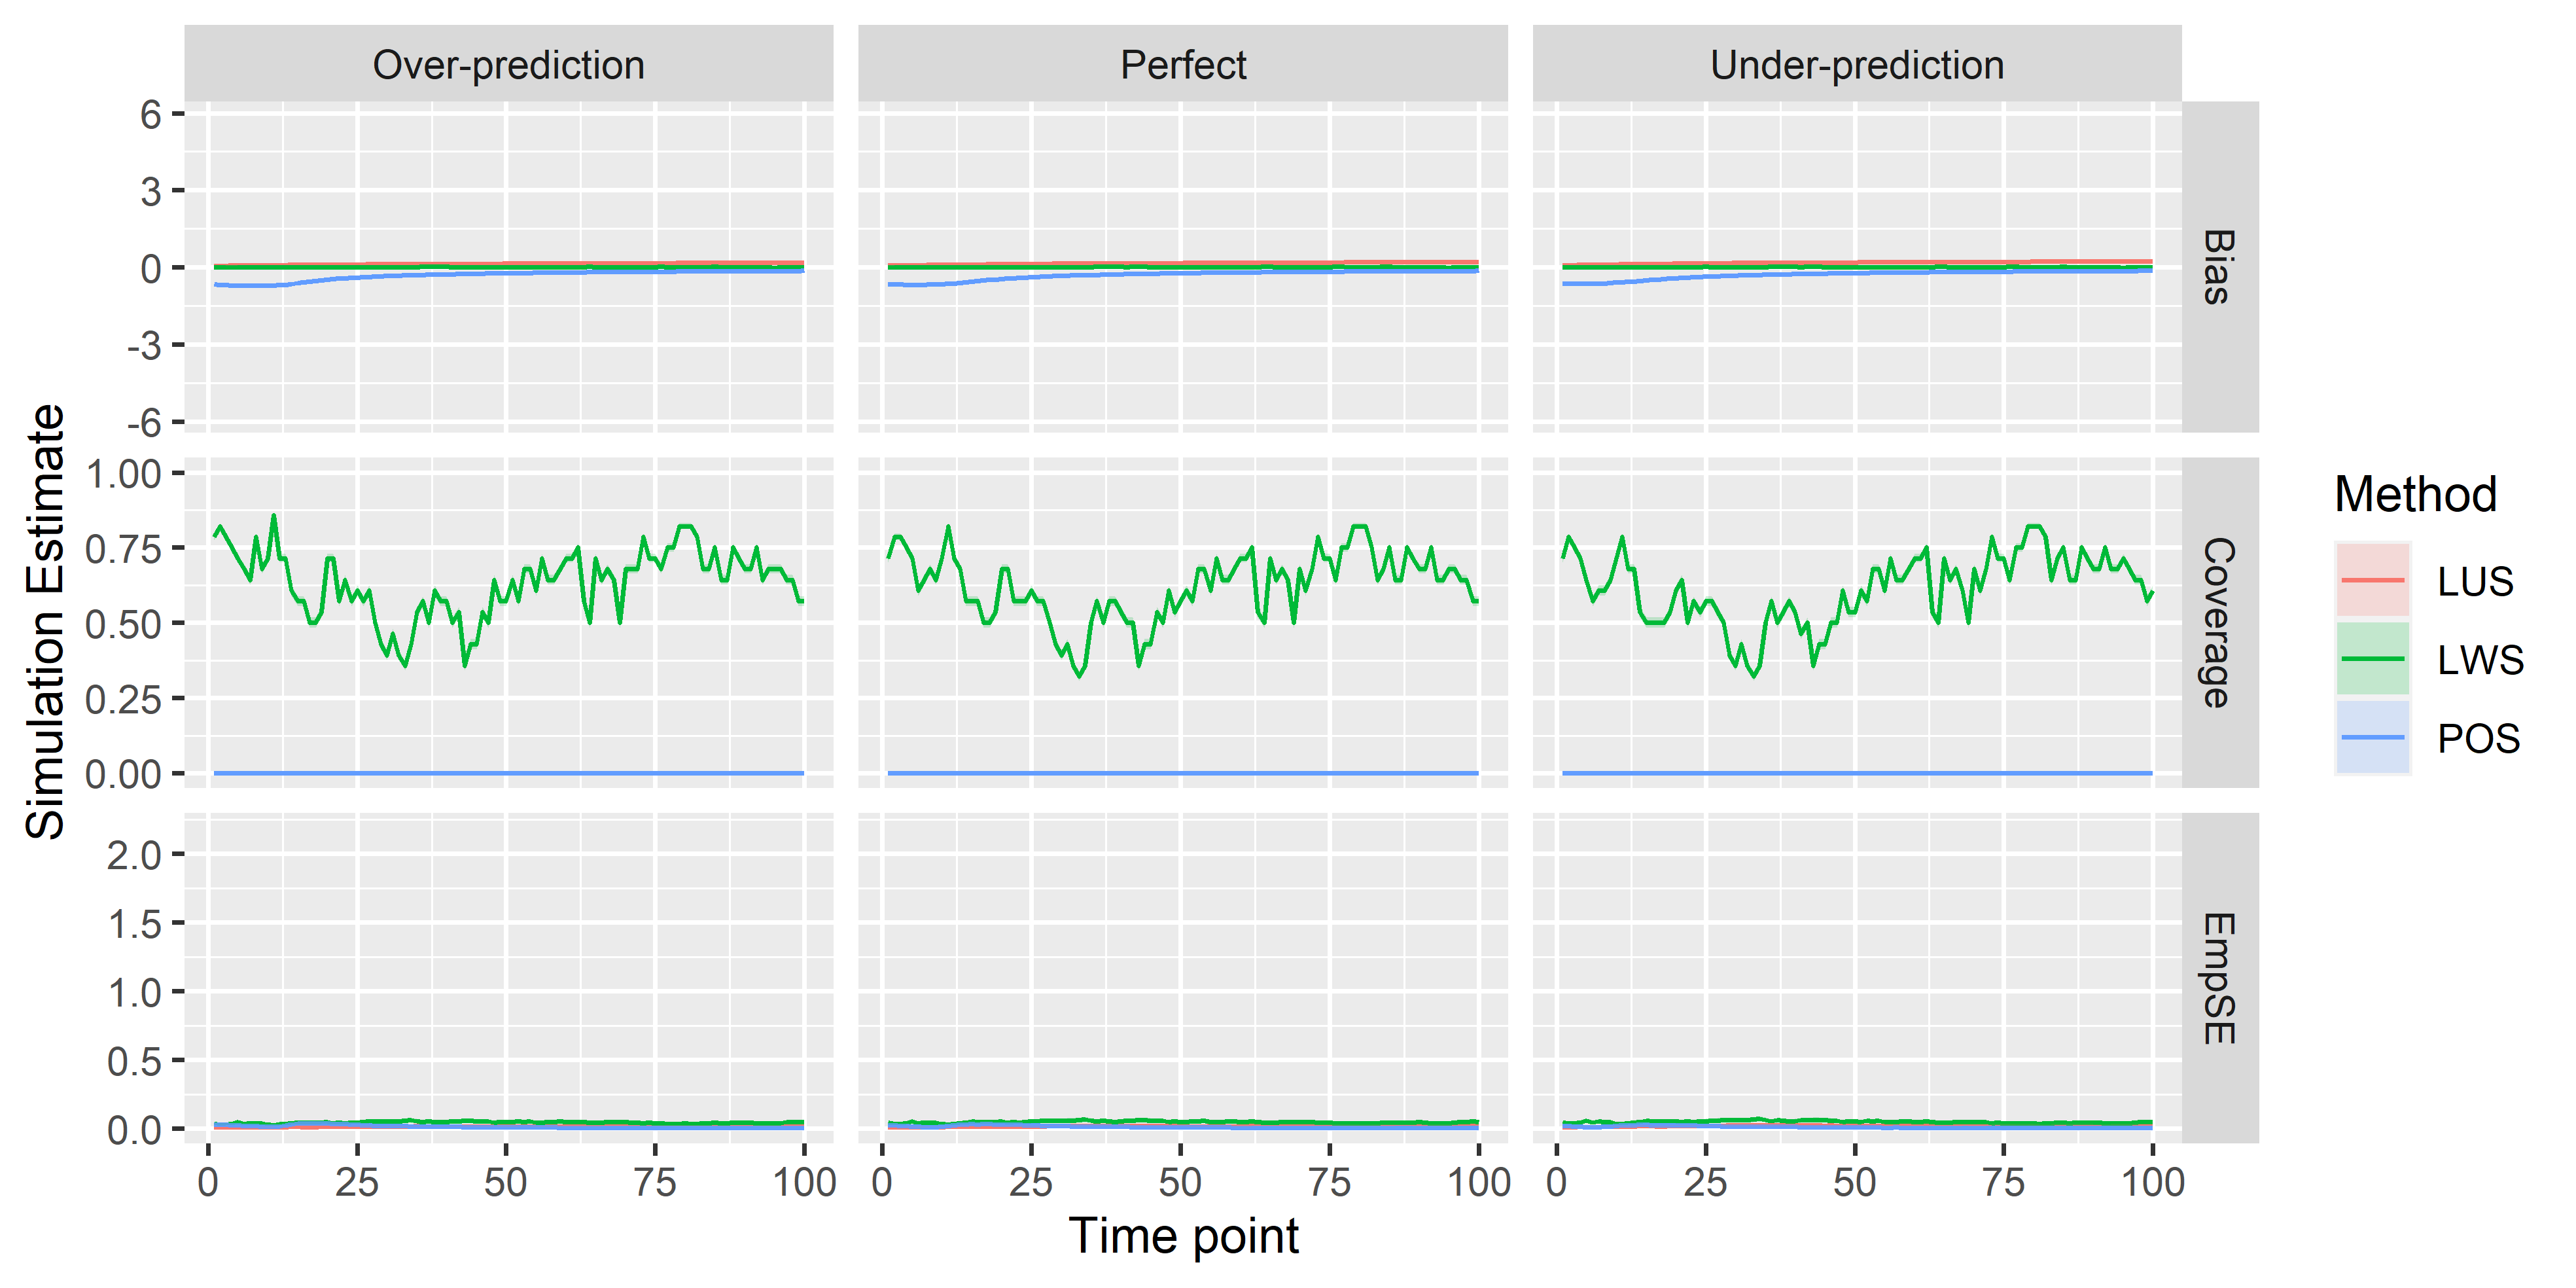 Over-prediction
Perfect
Under-prediction
6
3
0
-3
-6
Bias
1.00
0.75
0.50
0.25
0.00
Coverage
2.0
1.5
1.0
0.5
0.0
EmpSE
0 25 50 75 100
0 25 50 75 100
0 25 50 75 100
Time point
Simulation Estimate
Method
LUS
LWS
POS